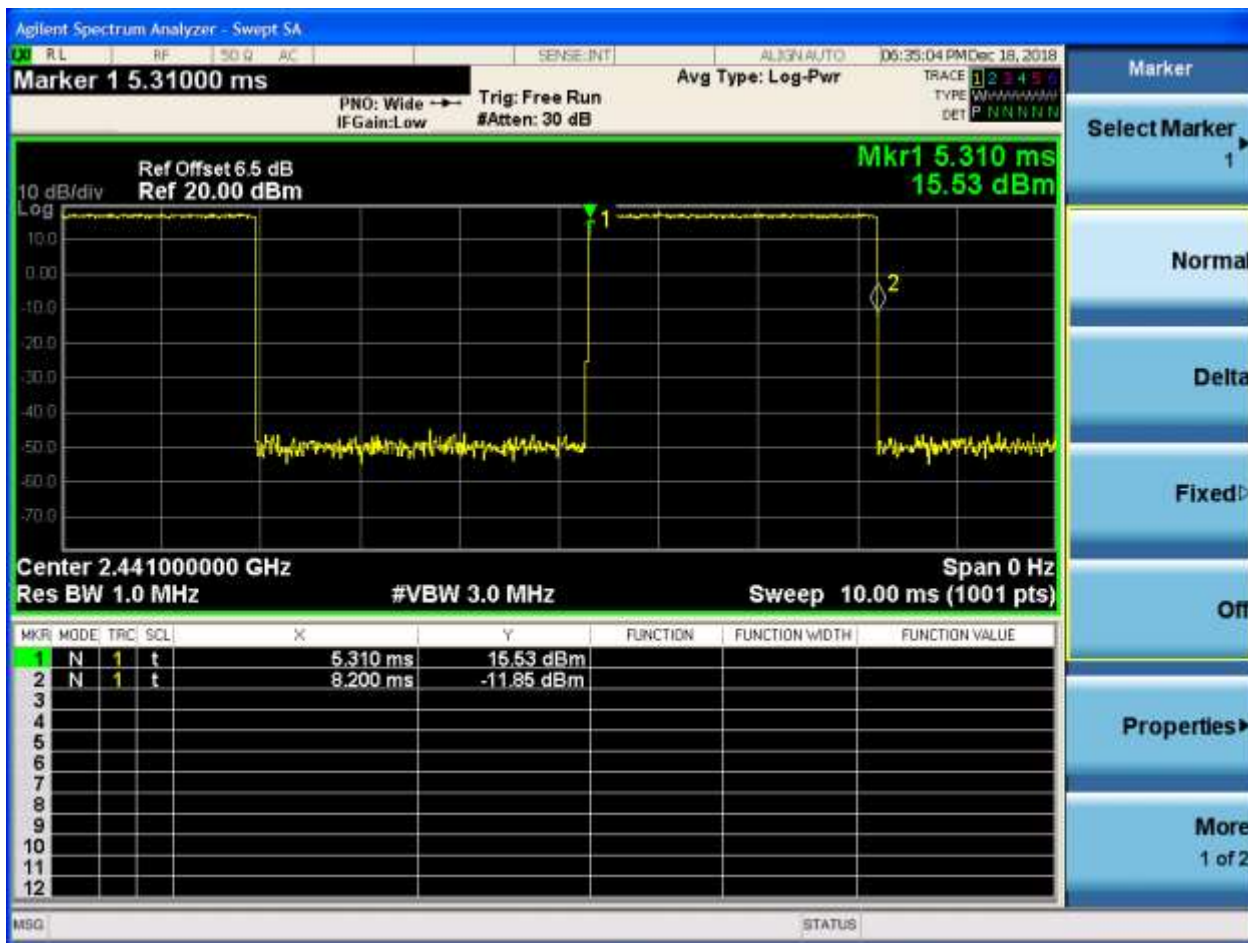 Agilent Spectrum Analyzer - Swept SA
RL RF 50 Ω AC SENSE:INT ALIGN AUTO 06:35:04 PM Dec 18, 2018
Marker 1 5.31000 ms
PNO: Wide
IFGain:Low
Trig: Free Run
#Atten: 30 dB
Avg Type: Log-Pwr
TRACE 1 2 3 4 5 6
TYPE
DET P N N N N N
Ref Offset 6.5 dB
10 dB/div Ref 20.00 dBm
Log
Mkr1 5.310 ms
15.53 dBm
10.0
0.00
-10.0
-20.0
-30.0
-40.0
-50.0
-60.0
-70.0
1
2
Center 2.441000000 GHz Span 0 Hz
Res BW 1.0 MHz #VBW 3.0 MHz Sweep 10.00 ms (1001 pts)
MKR MODE TRC SCL X Y FUNCTION FUNCTION WIDTH FUNCTION VALUE
1 N 1 t 5.310 ms 15.53 dBm
2 N 1 t 8.200 ms -11.85 dBm
3
4
5
6
7
8
9
10
11
12
MSG STATUS
Marker
Select Marker
1
Normal
Delta
Fixed
Off
Properties
More
1 of 2